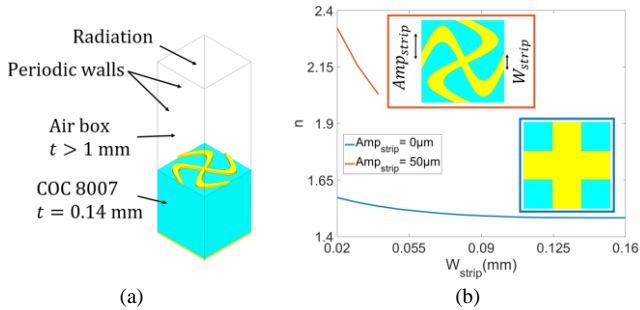 Radiation
Periodic walls
Air box
t > 1 mm
COC 8007
t = 0.14 mm
(a)
2.4
2.15
1.9
1.65
1.4
n
Amp_strip
W_strip
Amp_strip = 0µm
Amp_strip = 50µm
0.02
0.055
0.09
0.125
0.16
W_strip(mm)
(b)